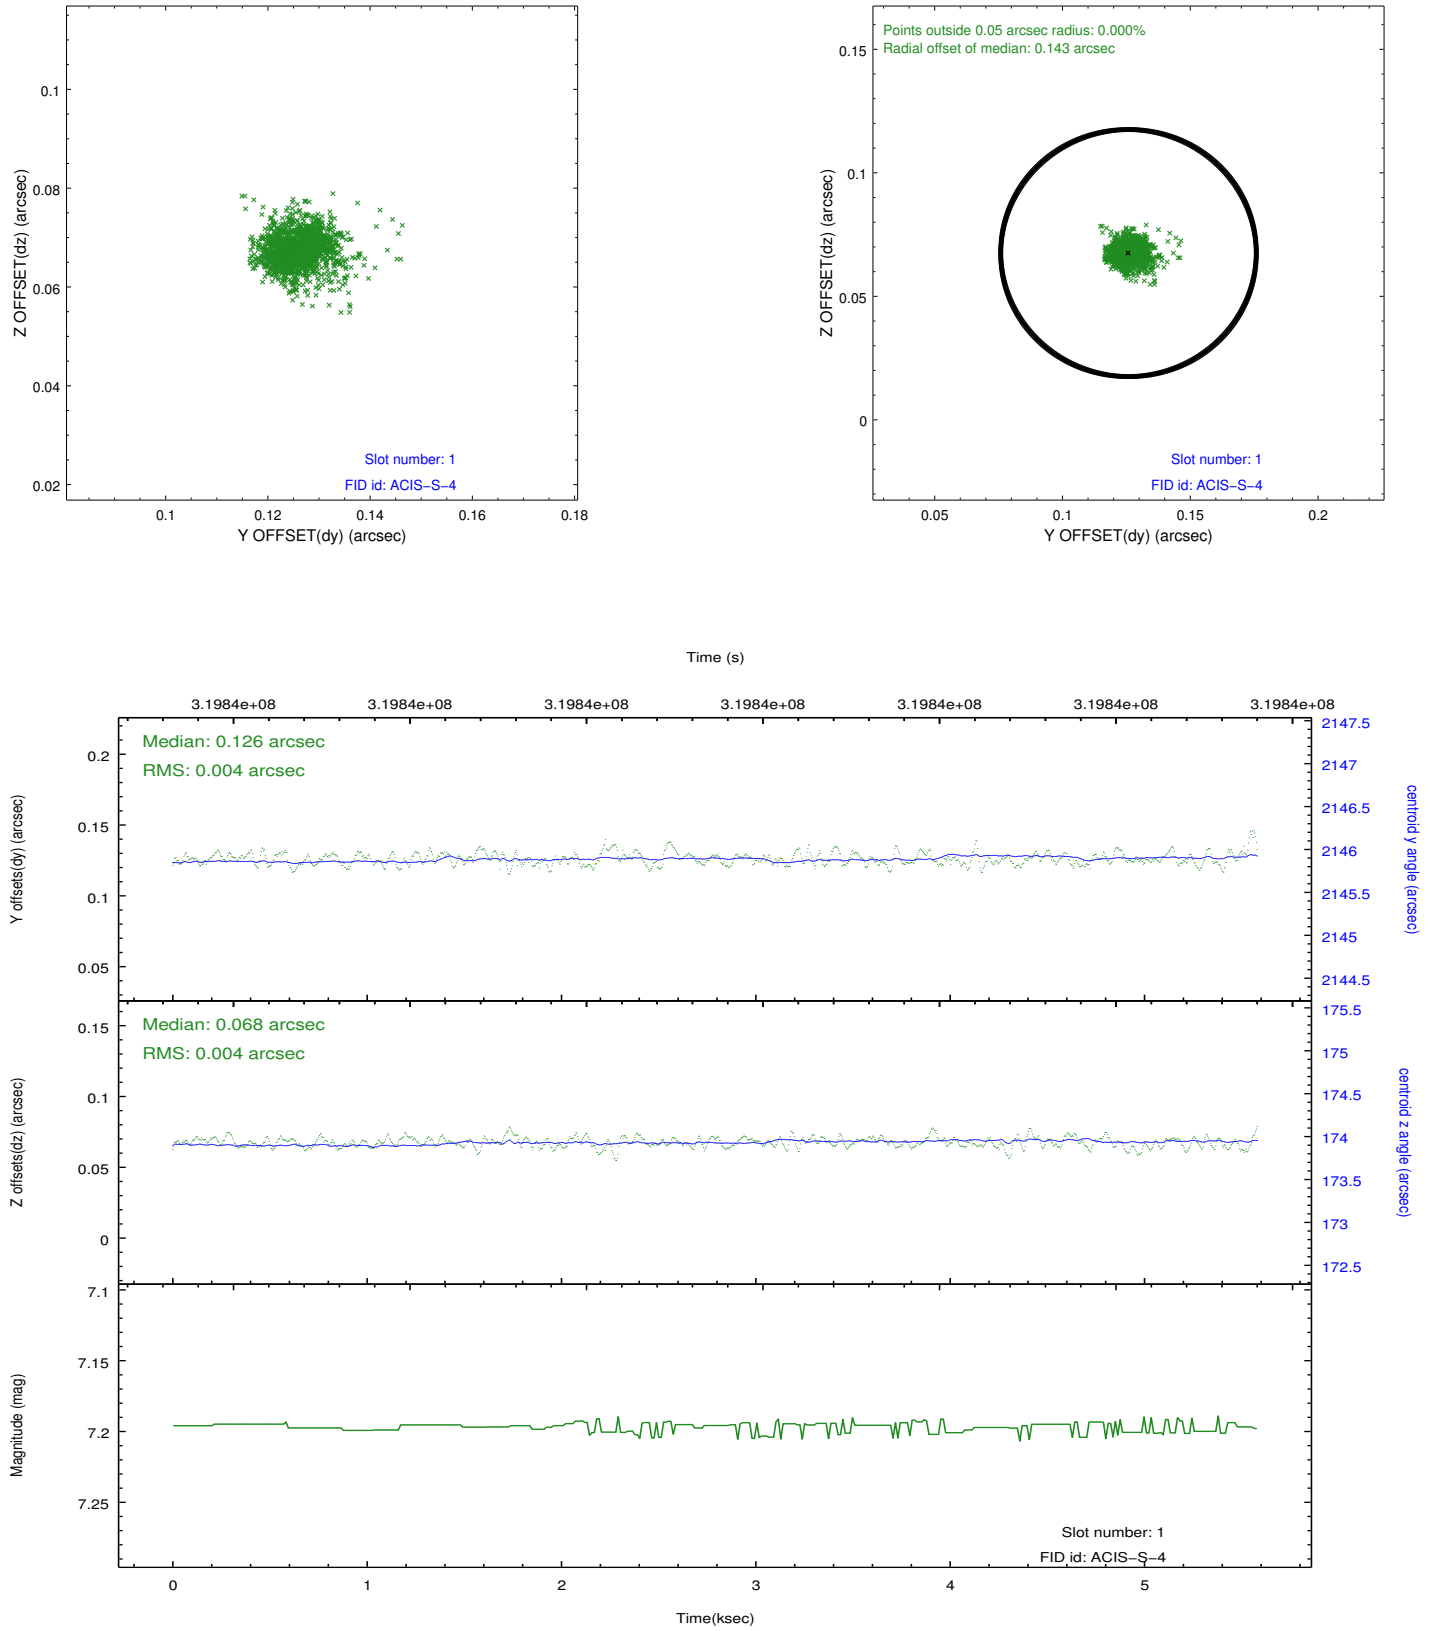 0.1
0.08
0.06
0.04
0.02
Z OFFSET(dz) (arcsec)
Slot number: 1
FID id: ACIS−S−4
0.1
0.12
0.14
0.16
0.18
Y OFFSET(dy) (arcsec)
Points outside 0.05 arcsec radius: 0.000%
Radial offset of median: 0.143 arcsec
0.15
0.1
0.05
0
Z OFFSET(dz) (arcsec)
Slot number: 1
FID id: ACIS−S−4
0.05
0.1
0.15
0.2
Y OFFSET(dy) (arcsec)
Time (s)
3.1984e+08
3.1984e+08
3.1984e+08
3.1984e+08
3.1984e+08
3.1984e+08
3.1984e+08
Median: 0.126 arcsec
RMS: 0.004 arcsec
0.2
0.15
0.1
0.05
Y offsets(dy) (arcsec)
2147.5
2147
2146.5
2146
2145.5
2145
2144.5
centroid y angle (arcsec)
Median: 0.068 arcsec
RMS: 0.004 arcsec
0.15
0.1
0.05
0
Z offsets(dz) (arcsec)
175.5
175
174.5
174
173.5
173
172.5
centroid z angle (arcsec)
7.1
7.15
7.2
7.25
Magnitude (mag)
Slot number: 1
FID id: ACIS−S−4
0
1
2
3
4
5
Time(ksec)